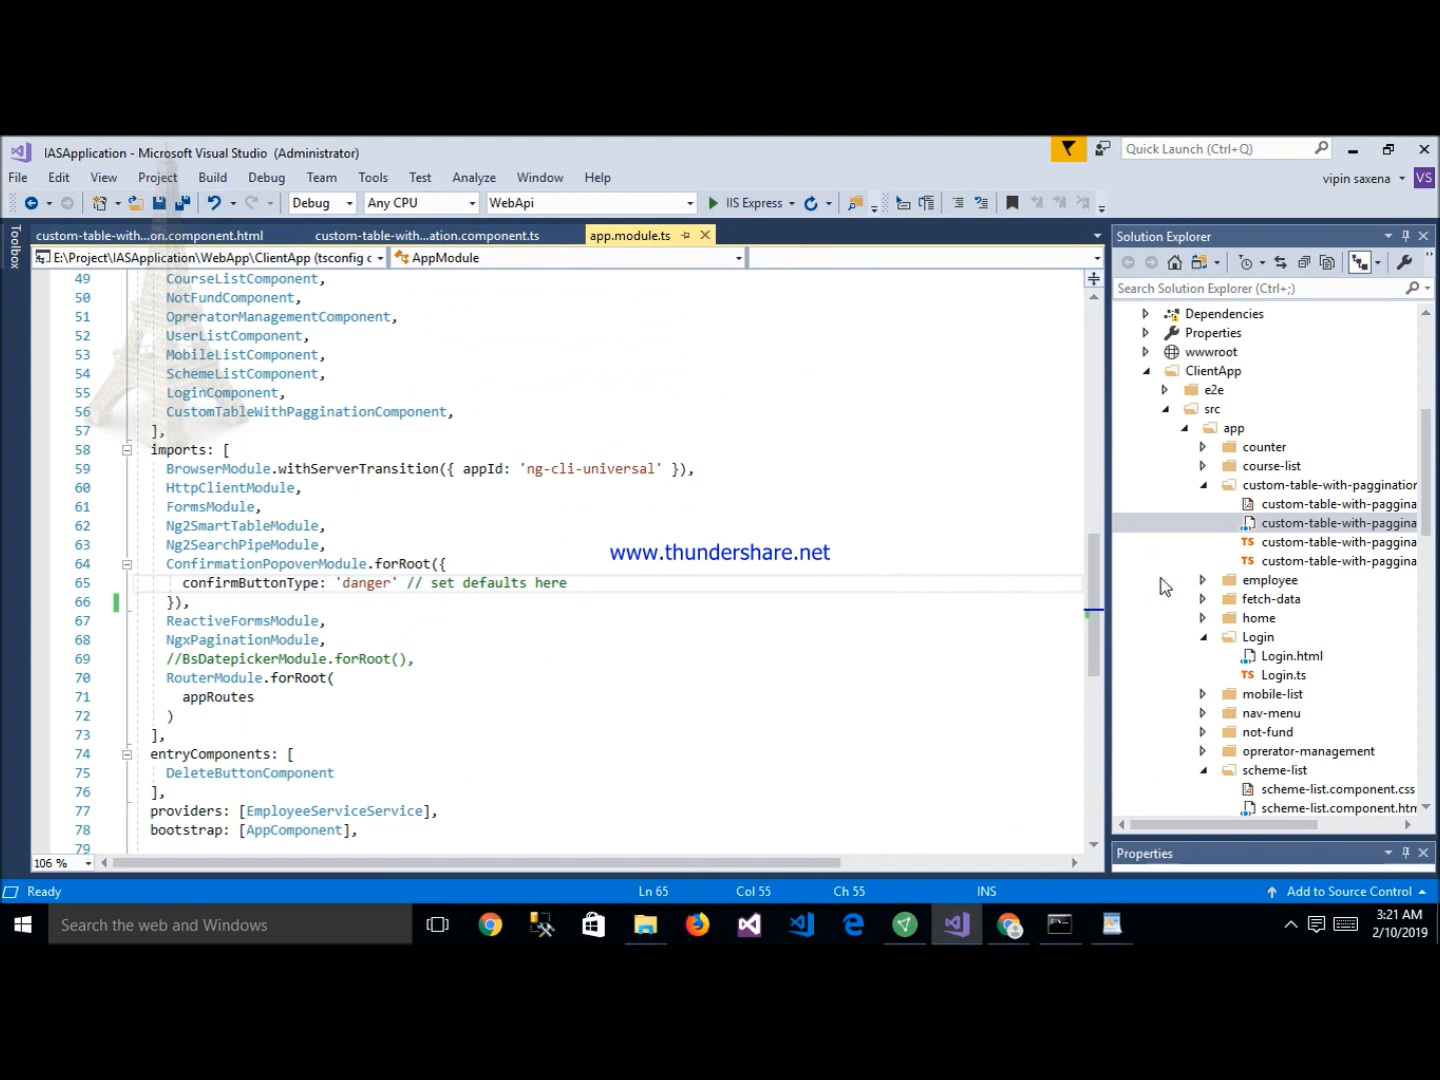 IASApplication - Microsoft Visual Studio (Administrator)
Quick Launch (Ctrl+Q)
File Edit View Project Build Debug Team Tools Test Analyze Window Help
vipin saxena VS
Debug Any CPU WebApi IIS Express
Toolbox
custom-table-with...on.component.html custom-table-with...ation.component.ts app.module.ts
E:\Project\IASApplication\WebApp\ClientApp (tsconfig c AppModule
49 CourseListComponent,
50 NotFundComponent,
51 OpreratorManagementComponent,
52 UserListComponent,
53 MobileListComponent,
54 SchemeListComponent,
55 LoginComponent,
56 CustomTableWithPagginationComponent,
57 ],
58 imports: [
59 BrowserModule.withServerTransition({ appId: 'ng-cli-universal' }),
60 HttpClientModule,
61 FormsModule,
62 Ng2SmartTableModule,
63 Ng2SearchPipeModule,
64 ConfirmationPopoverModule.forRoot({
65 confirmButtonType: 'danger' // set defaults here
66 }),
67 ReactiveFormsModule,
68 NgxPaginationModule,
69 //BsDatepickerModule.forRoot(),
70 RouterModule.forRoot(
71 appRoutes
72 )
73 ],
74 entryComponents: [
75 DeleteButtonComponent
76 ],
77 providers: [EmployeeServiceService],
78 bootstrap: [AppComponent],
79
www.thundershare.net
106 %
Solution Explorer
Search Solution Explorer (Ctrl+;)
Dependencies
Properties
wwwroot
ClientApp
e2e
src
app
counter
course-list
custom-table-with-paggination
custom-table-with-paggina
custom-table-with-paggina
TS custom-table-with-paggina
TS custom-table-with-paggina
employee
fetch-data
home
Login
Login.html
TS Login.ts
mobile-list
nav-menu
not-fund
oprerator-management
scheme-list
scheme-list.component.css
scheme-list.component.htm
Properties
Ready Ln 65 Col 55 Ch 55 INS Add to Source Control
Search the web and Windows
3:21 AM
2/10/2019